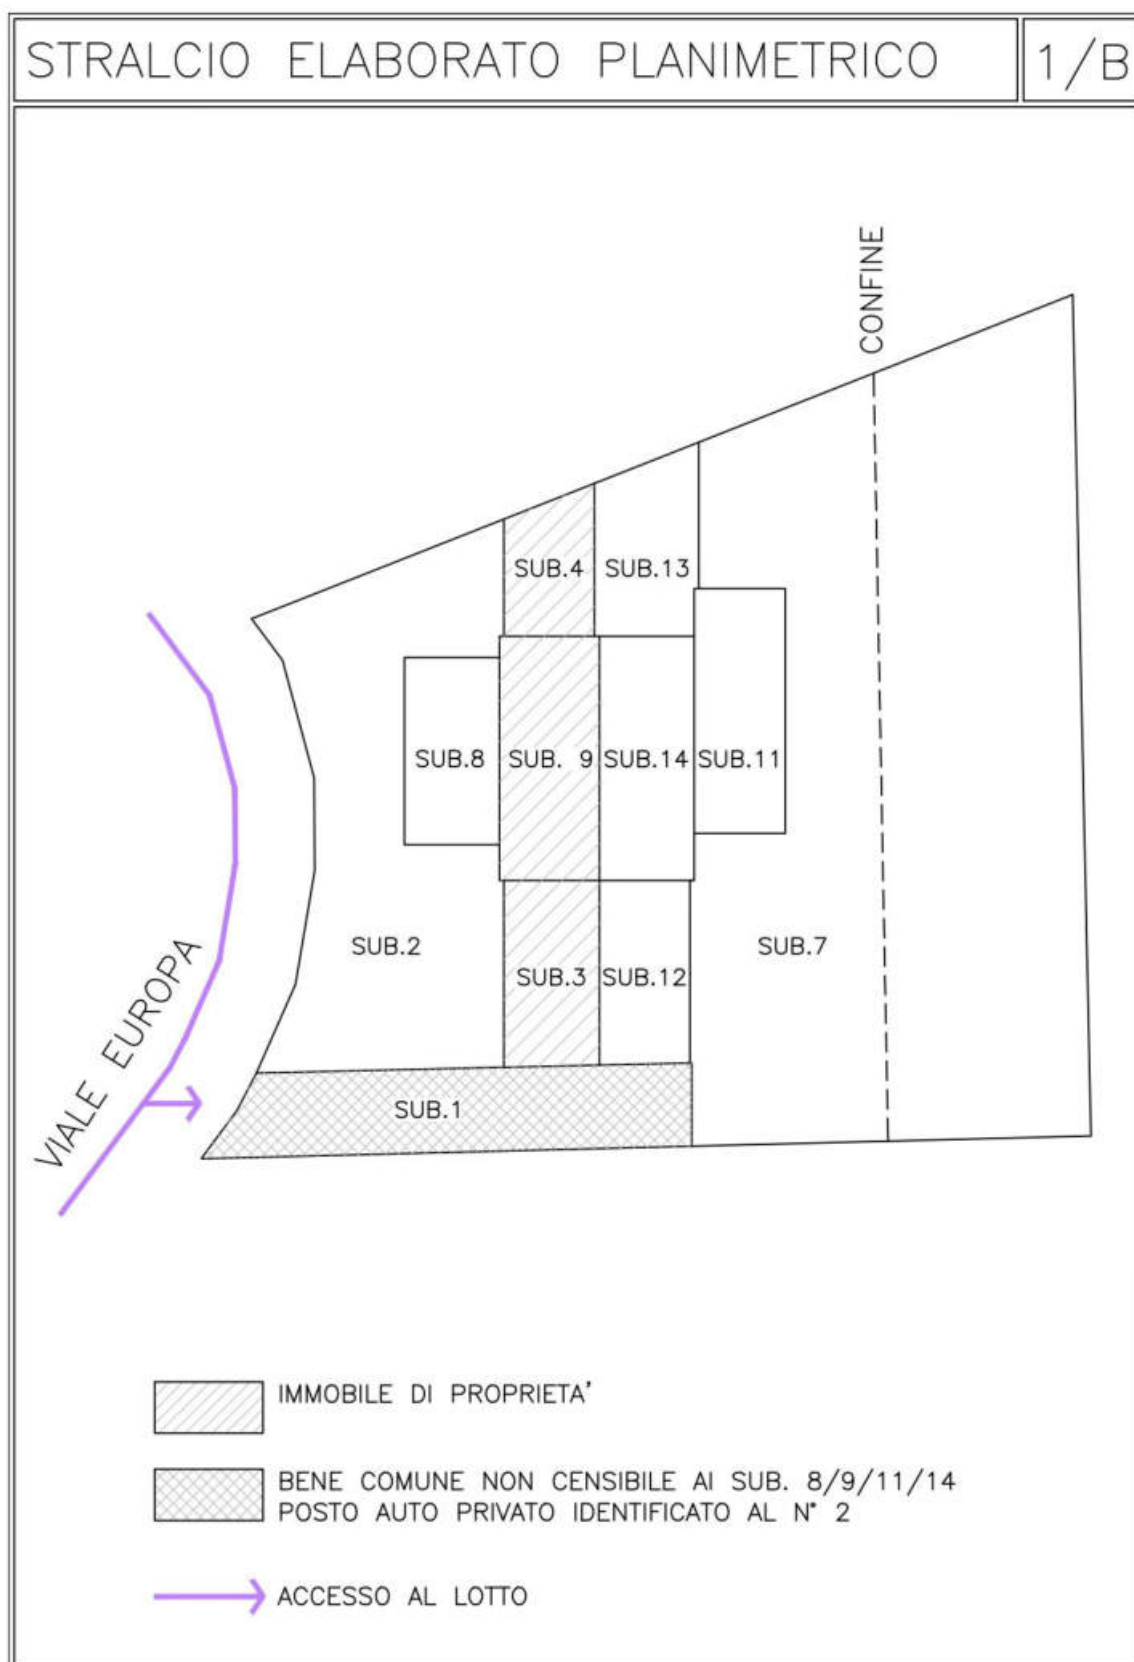 STRALCIO ELABORATO PLANIMETRICO
1/B
CONFINE
SUB.4
SUB.13
SUB.8
SUB. 9
SUB.14
SUB.11
SUB.2
SUB.3
SUB.12
SUB.7
VIALE EUROPA
SUB.1
IMMOBILE DI PROPRIETA'
BENE COMUNE NON CENSIBILE AI SUB. 8/9/11/14
POSTO AUTO PRIVATO IDENTIFICATO AL N° 2
ACCESSO AL LOTTO